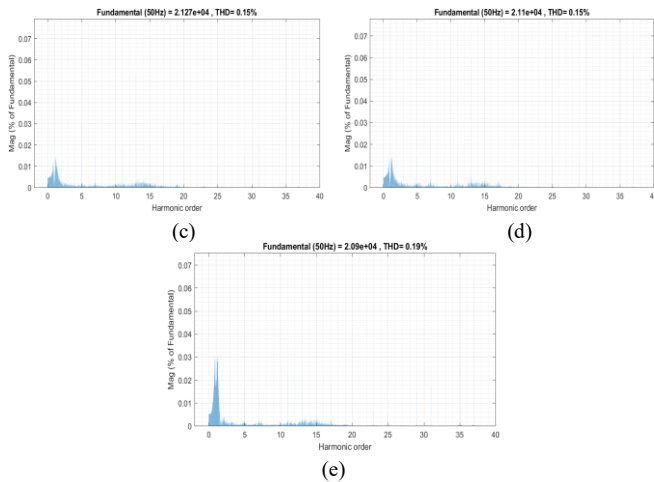 Fundamental (50Hz) = 2.127e+04 , THD= 0.15%
0.07
0.06
0.05
0.04
0.03
0.02
0.01
0
Mag (% of Fundamental)
0 5 10 15 20 25 30 35 40
Harmonic order
(c)
Fundamental (50Hz) = 2.11e+04 , THD= 0.15%
0.07
0.06
0.05
0.04
0.03
0.02
0.01
0
Mag (% of Fundamental)
0 5 10 15 20 25 30 35 40
Harmonic order
(d)
Fundamental (50Hz) = 2.09e+04 , THD= 0.19%
0.07
0.06
0.05
0.04
0.03
0.02
0.01
0
Mag (% of Fundamental)
0 5 10 15 20 25 30 35 40
Harmonic order
(e)